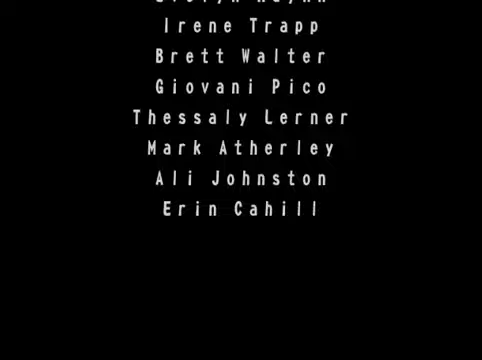 Irene Trapp
Brett Walter
Giovani Pico
Thessaly Lerner
Mark Atherley
Ali Johnston
Erin Cahill